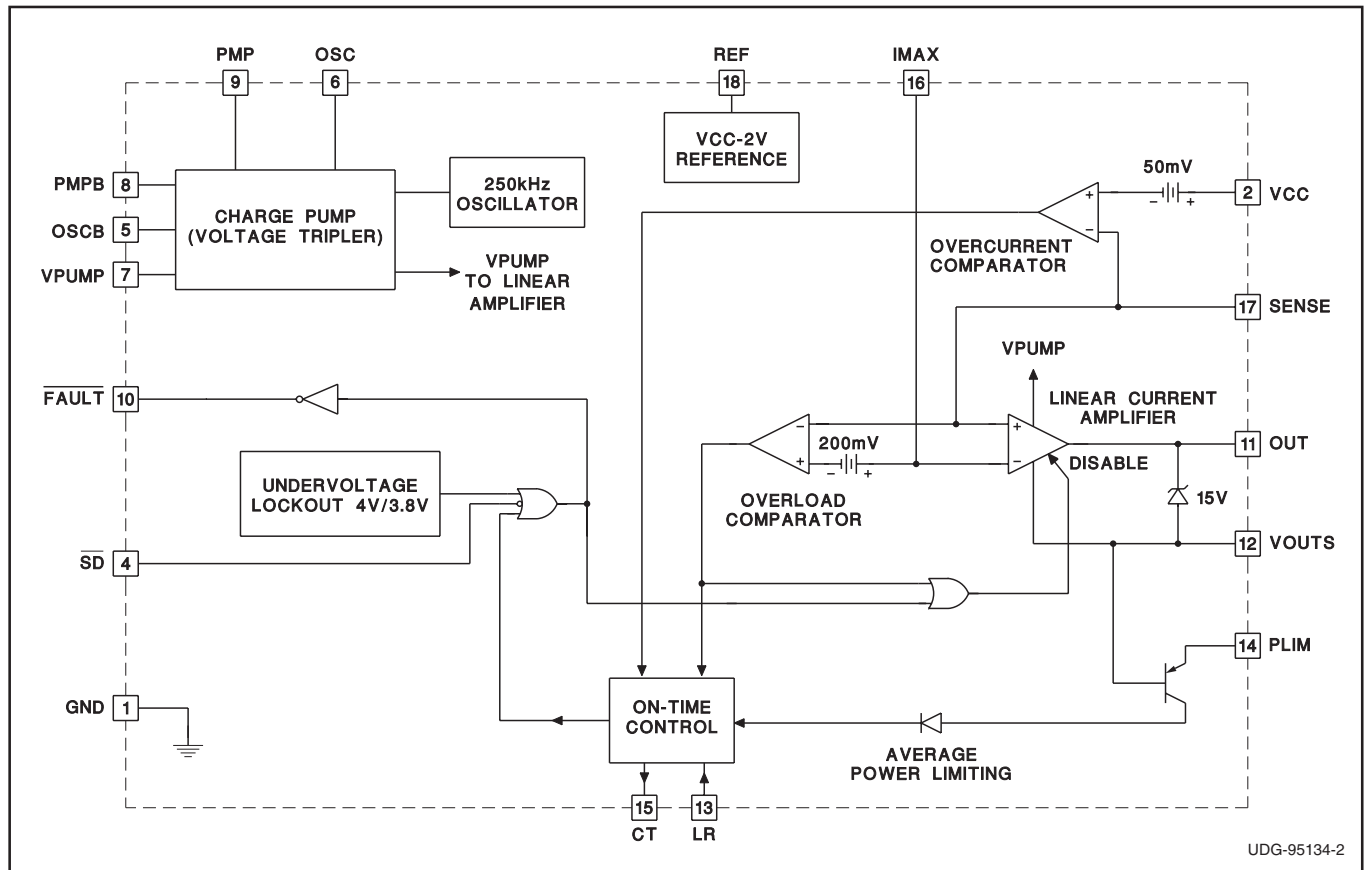 PMP
OSC
REF
IMAX
9
6
18
16
VCC-2V
REFERENCE
50mV
PMPB
8
CHARGE PUMP
(VOLTAGE TRIPLER)
250kHz
OSCILLATOR
+
-
- +
2
VCC
OSCB
5
OVERCURRENT
COMPARATOR
VPUMP
7
VPUMP
TO LINEAR
AMPLIFIER
17
SENSE
VPUMP
FAULT
10
LINEAR CURRENT
AMPLIFIER
-
+
200mV
- +
+
-
11
OUT
DISABLE
UNDERVOLTAGE
LOCKOUT 4V/3.8V
OVERLOAD
COMPARATOR
15V
SD
4
12
VOUTS
14
PLIM
GND
1
ON-TIME
CONTROL
AVERAGE
POWER LIMITING
15
13
CT
LR
UDG-95134-2